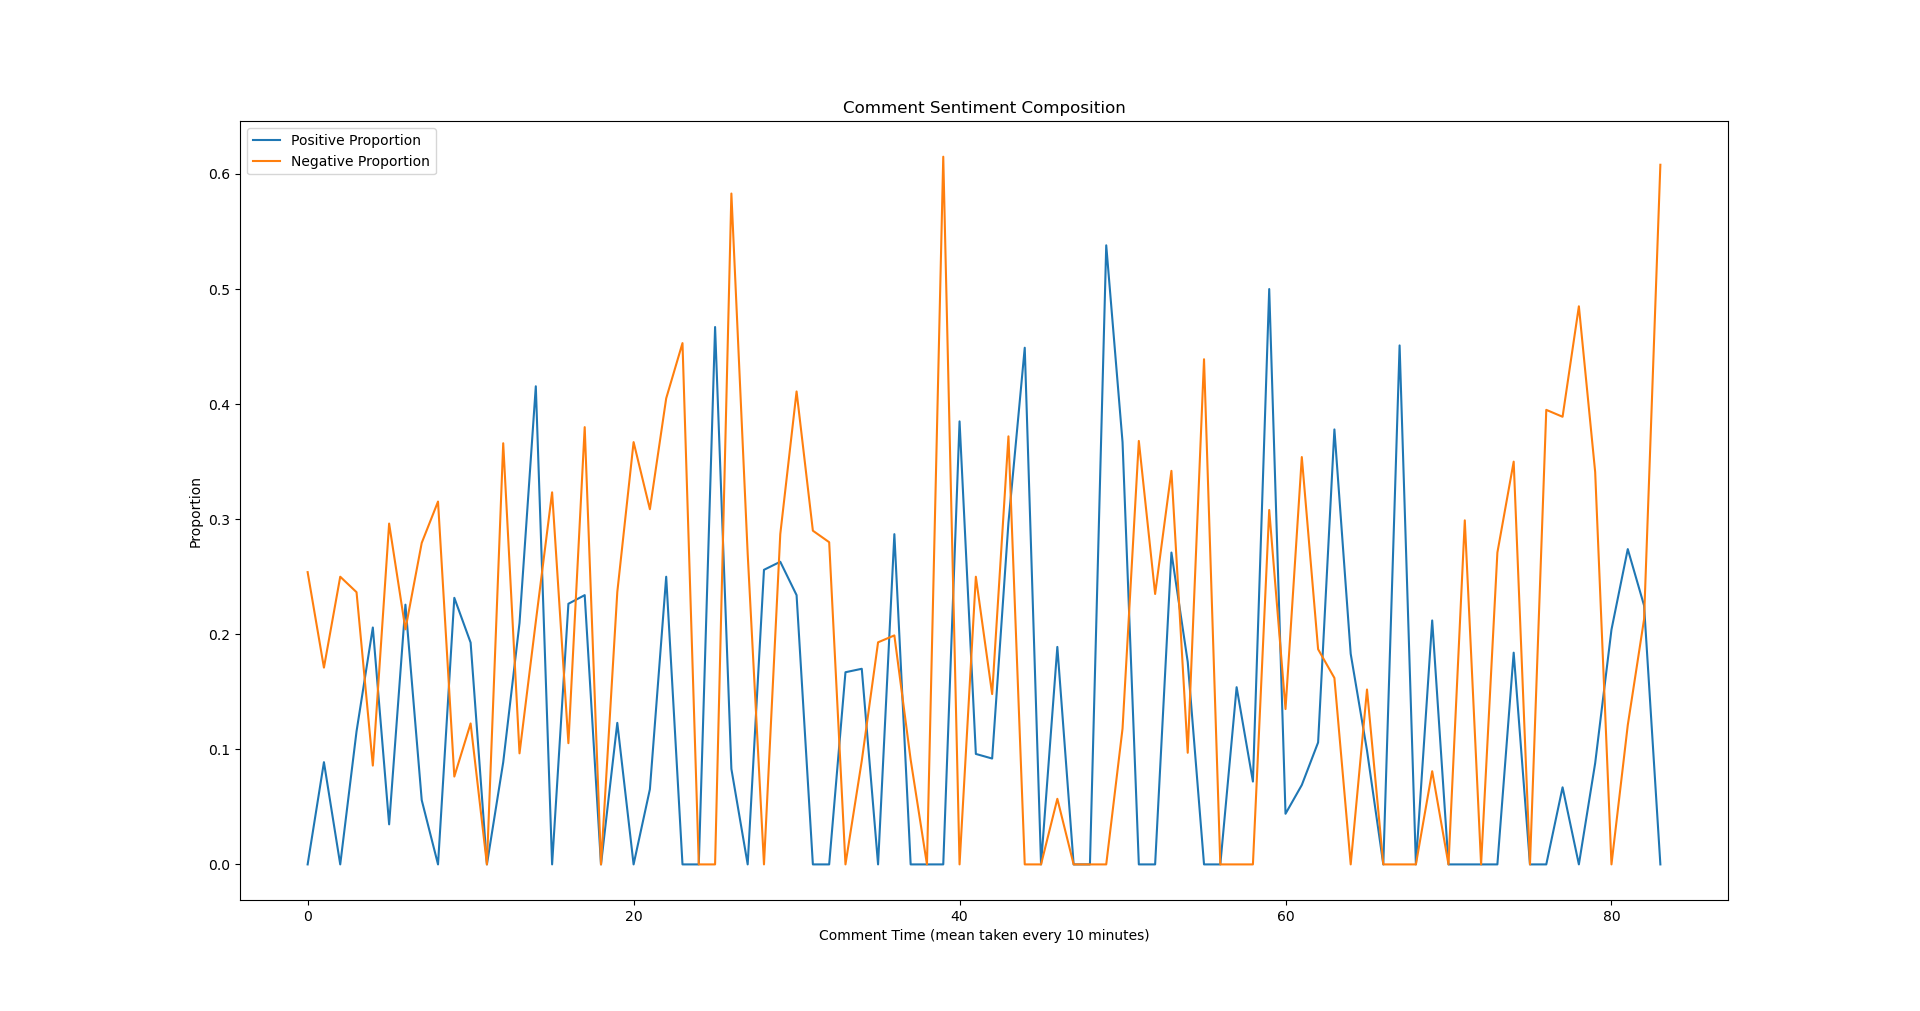 Comment Sentiment Composition
Positive Proportion
Negative Proportion
0.6
0.5
0.4
0.3
0.2
0.1
0.0
Proportion
0 20 40 60 80
Comment Time (mean taken every 10 minutes)